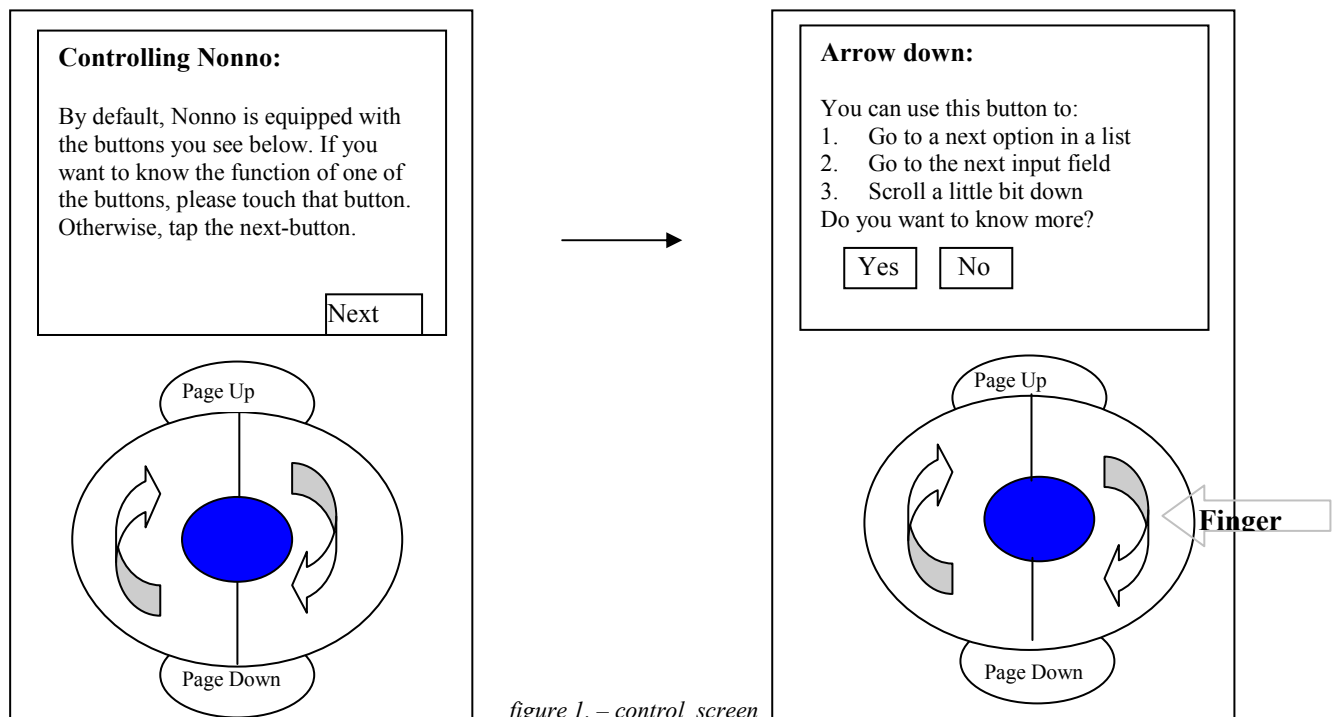 Controlling Nonno:
By default, Nonno is equipped with
the buttons you see below. If you
want to know the function of one of
the buttons, please touch that button.
Otherwise, tap the next-button.
Next
Page Up
Page Down
Arrow down:
You can use this button to:
1. Go to a next option in a list
2. Go to the next input field
3. Scroll a little bit down
Do you want to know more?
Yes No
Page Up
Finger
Page Down
figure 1. – control screen